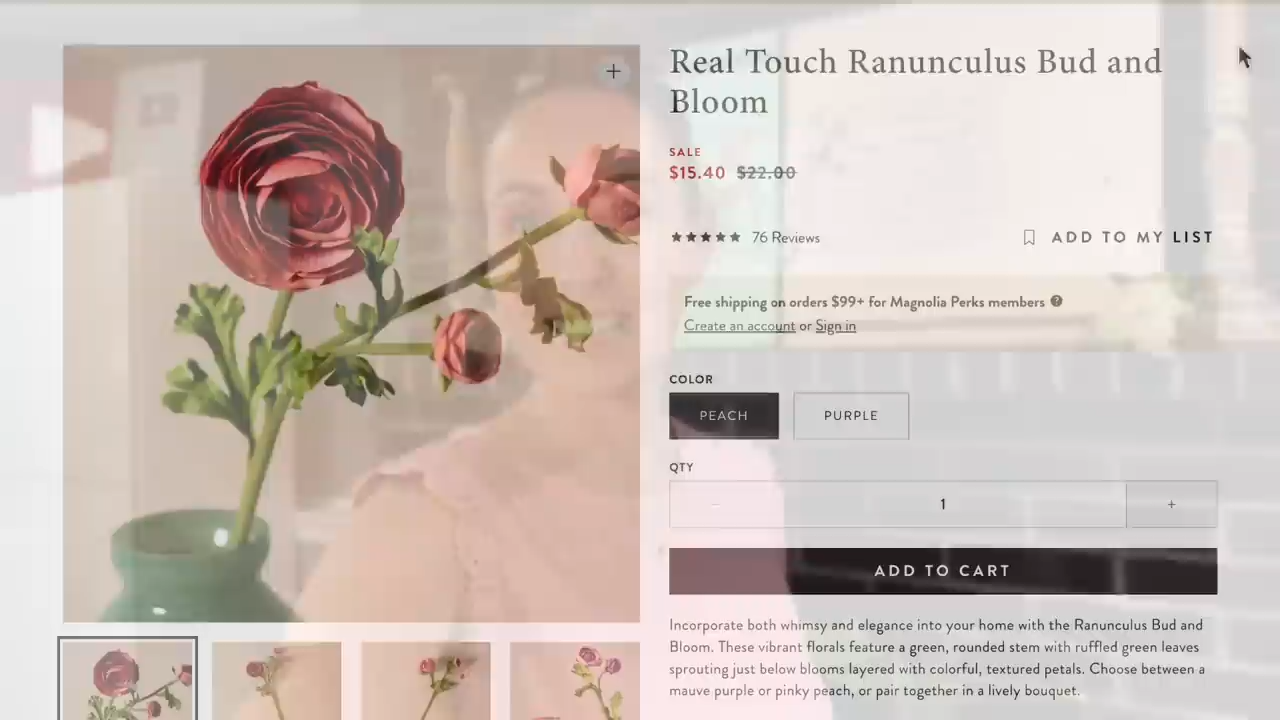 Real Touch Ranunculus Bud and
Bloom
SALE
$15.40 $22.00
76 Reviews
ADD TO MY LIST
Free shipping on orders $99+ for Magnolia Perks members
Create an account or Sign in
COLOR
PEACH PURPLE
QTY
- 1 +
ADD TO CART
Incorporate both whimsy and elegance into your home with the Ranunculus Bud and
Bloom. These vibrant florals feature a green, rounded stem with ruffled green leaves
sprouting just below blooms layered with colorful, textured petals. Choose between a
mauve purple or pinky peach, or pair together in a lively bouquet.